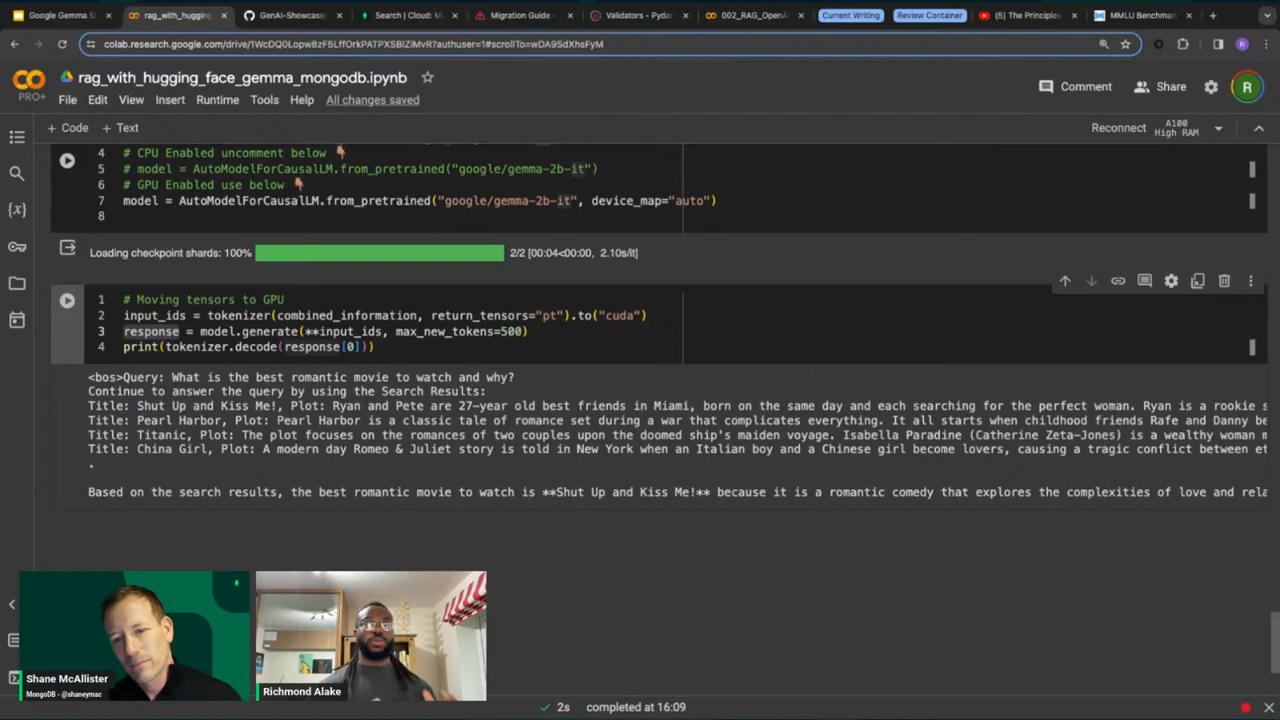 Google Gemma S
rag_with_hugging_
GenAI-Showcase
Search | Cloud: M
Migration Guide -
Validators - Pydan
002_RAG_OpenAI
Current Writing
Review Container
(5) The Principles
MMLU Benchmark
colab.research.google.com/drive/1WcDQ0Lopw8zF5LffOrkPATPXSBlZiMvR?authuser=1#scrollTo=wDA9SdXhsFyM
rag_with_hugging_face_gemma_mongodb.ipynb
PRO+
File Edit View Insert Runtime Tools Help All changes saved
Comment Share R
+ Code + Text
Reconnect A100
High RAM
4 # CPU Enabled uncomment below 👇🏽
5 # model = AutoModelForCausalLM.from_pretrained("google/gemma-2b-it")
6 # GPU Enabled use below 👇🏽
7 model = AutoModelForCausalLM.from_pretrained("google/gemma-2b-it", device_map="auto")
8
Loading checkpoint shards: 100% 2/2 [00:04<00:00, 2.10s/it]
1 # Moving tensors to GPU
2 input_ids = tokenizer(combined_information, return_tensors="pt").to("cuda")
3 response = model.generate(**input_ids, max_new_tokens=500)
4 print(tokenizer.decode(response[0]))
<bos>Query: What is the best romantic movie to watch and why?
Continue to answer the query by using the Search Results:
Title: Shut Up and Kiss Me!, Plot: Ryan and Pete are 27-year old best friends in Miami, born on the same day and each searching for the perfect woman. Ryan is a rookie s
Title: Pearl Harbor, Plot: Pearl Harbor is a classic tale of romance set during a war that complicates everything. It all starts when childhood friends Rafe and Danny be
Title: Titanic, Plot: The plot focuses on the romances of two couples upon the doomed ship's maiden voyage. Isabella Paradine (Catherine Zeta-Jones) is a wealthy woman m
Title: China Girl, Plot: A modern day Romeo & Juliet story is told in New York when an Italian boy and a Chinese girl become lovers, causing a tragic conflict between et
.
Based on the search results, the best romantic movie to watch is **Shut Up and Kiss Me!** because it is a romantic comedy that explores the complexities of love and rela
Shane McAllister
MongoDB - @shaneymac
Richmond Alake
2s completed at 16:09